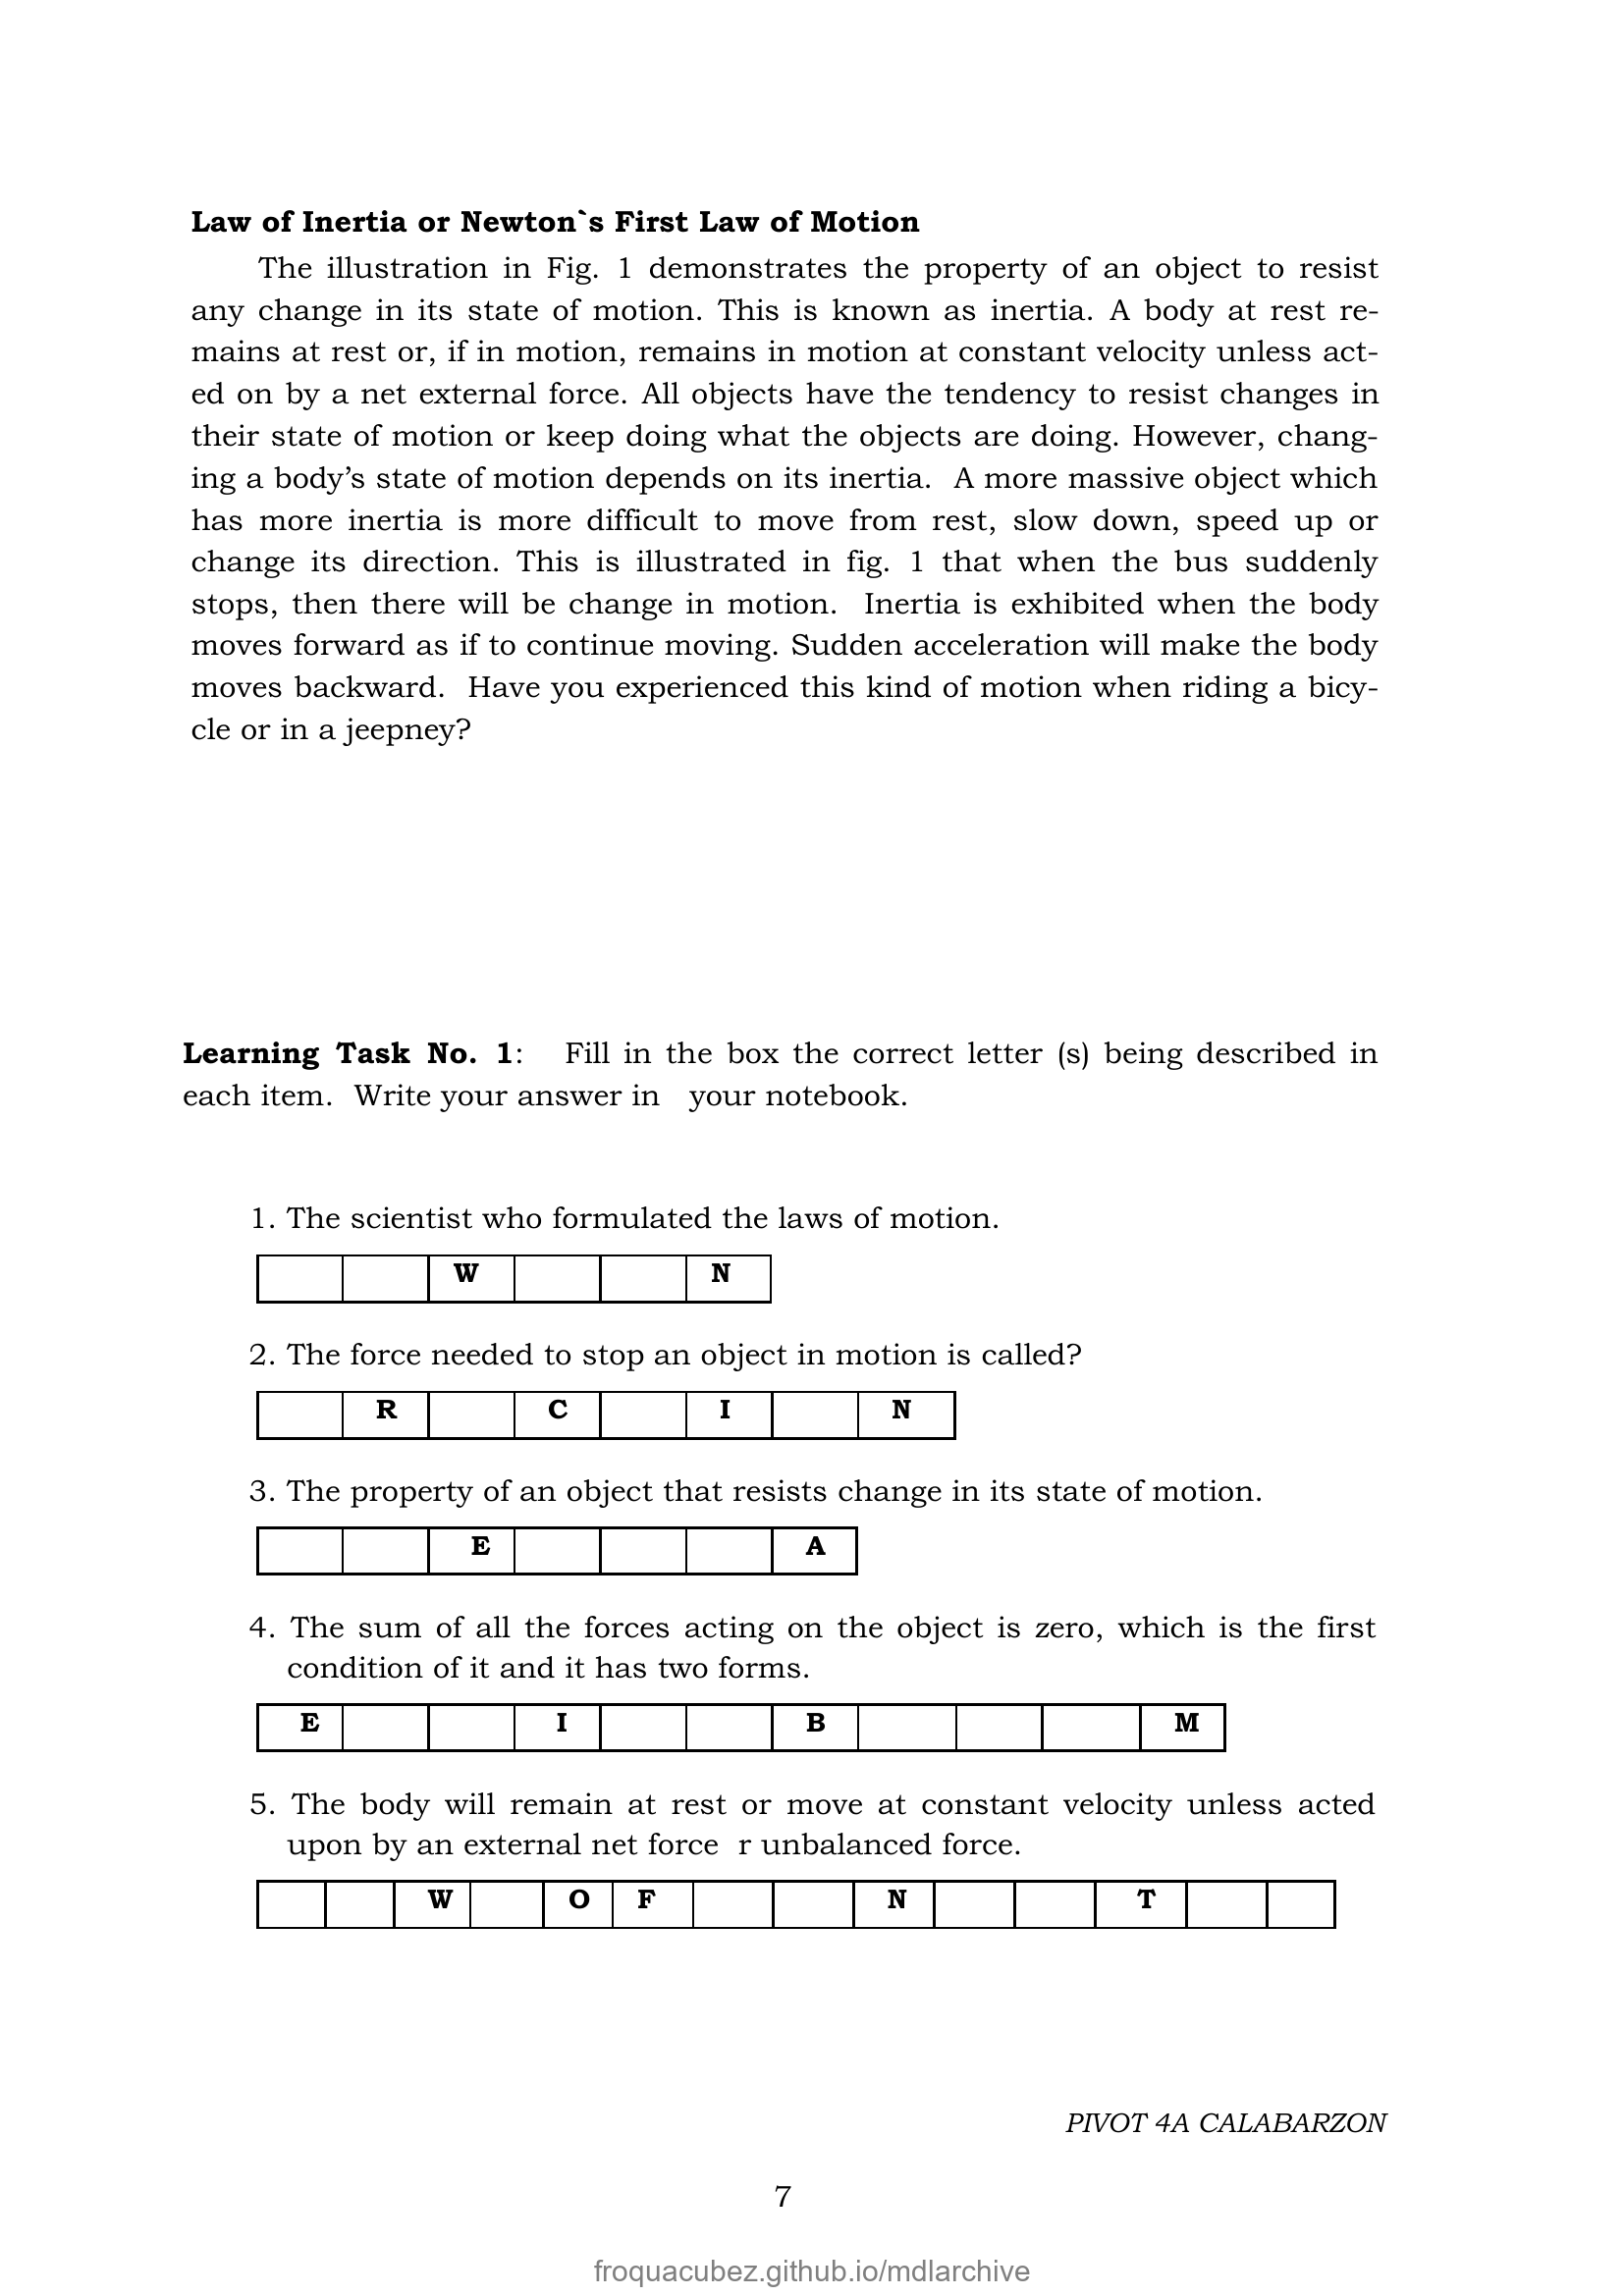 Law of Inertia or Newton`s First Law of Motion
The illustration in Fig. 1 demonstrates the property of an object to resist
any change in its state of motion. This is known as inertia. A body at rest re-
mains at rest or, if in motion, remains in motion at constant velocity unless act-
ed on by a net external force. All objects have the tendency to resist changes in
their state of motion or keep doing what the objects are doing. However, chang-
ing a body’s state of motion depends on its inertia.  A more massive object which
has more inertia is more difficult to move from rest, slow down, speed up or
change its direction. This is illustrated in fig. 1 that when the bus suddenly
stops, then there will be change in motion.  Inertia is exhibited when the body
moves forward as if to continue moving. Sudden acceleration will make the body
moves backward.  Have you experienced this kind of motion when riding a bicy-
cle or in a jeepney?
Learning Task No. 1:   Fill in the box the correct letter (s) being described in
each item.  Write your answer in   your notebook.
1. The scientist who formulated the laws of motion.
W N
2. The force needed to stop an object in motion is called?
R C I N
3. The property of an object that resists change in its state of motion.
E A
4. The sum of all the forces acting on the object is zero, which is the first
condition of it and it has two forms.
E I B M
5. The body will remain at rest or move at constant velocity unless acted
upon by an external net force  r unbalanced force.
W O F N T
PIVOT 4A CALABARZON
7
froquacubez.github.io/mdlarchive